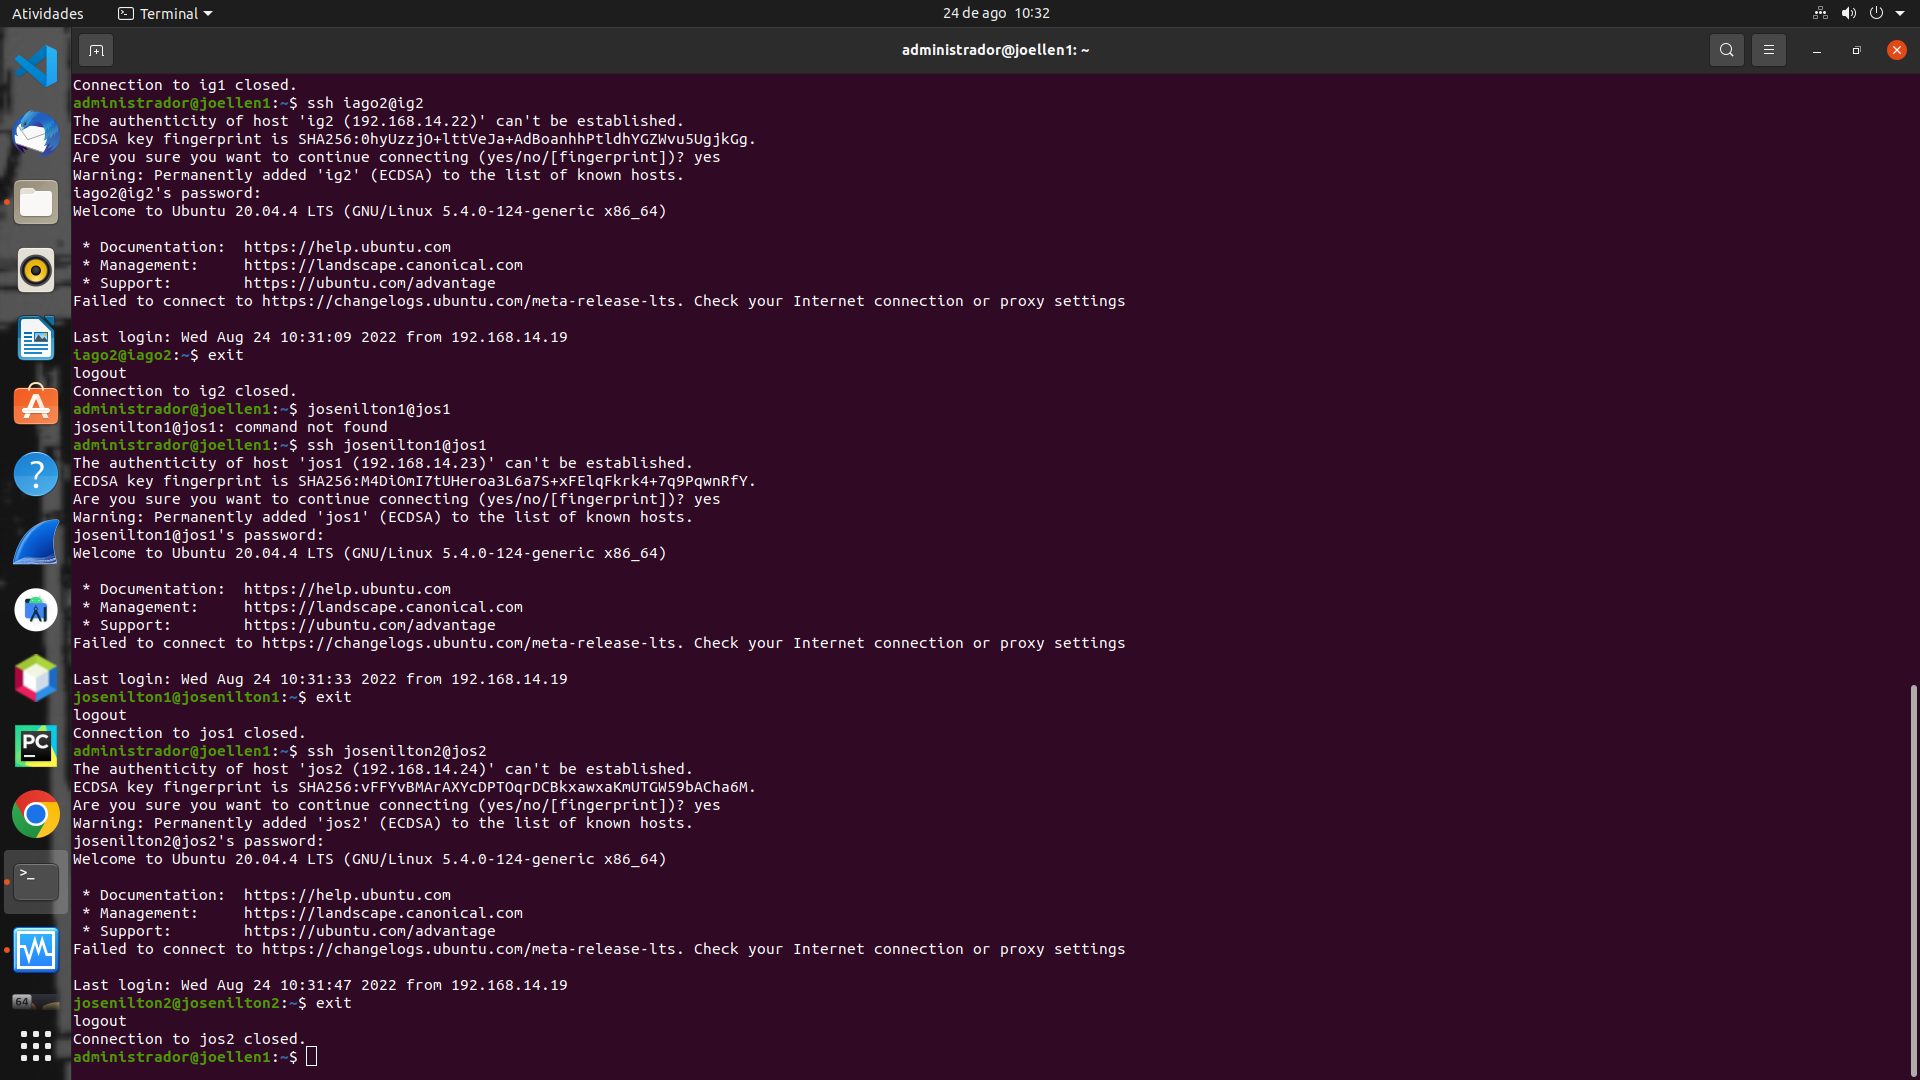 Atividades
Terminal
24 de ago 10:32
administrador@joellen1: ~
Connection to ig1 closed.
administrador@joellen1:~$ ssh iago2@ig2
The authenticity of host 'ig2 (192.168.14.22)' can't be established.
ECDSA key fingerprint is SHA256:0hyUzzjO+lttVeJa+AdBoanhhPtldhYGZWvu5UgjkGg.
Are you sure you want to continue connecting (yes/no/[fingerprint])? yes
Warning: Permanently added 'ig2' (ECDSA) to the list of known hosts.
iago2@ig2's password:
Welcome to Ubuntu 20.04.4 LTS (GNU/Linux 5.4.0-124-generic x86_64)
* Documentation:  https://help.ubuntu.com
* Management:     https://landscape.canonical.com
* Support:        https://ubuntu.com/advantage
Failed to connect to https://changelogs.ubuntu.com/meta-release-lts. Check your Internet connection or proxy settings
Last login: Wed Aug 24 10:31:09 2022 from 192.168.14.19
iago2@iago2:~$ exit
logout
Connection to ig2 closed.
administrador@joellen1:~$ josenilton1@jos1
josenilton1@jos1: command not found
administrador@joellen1:~$ ssh josenilton1@jos1
The authenticity of host 'jos1 (192.168.14.23)' can't be established.
ECDSA key fingerprint is SHA256:M4DiOmI7tUHeroa3L6a7S+xFElqFkrk4+7q9PqwnRfY.
Are you sure you want to continue connecting (yes/no/[fingerprint])? yes
Warning: Permanently added 'jos1' (ECDSA) to the list of known hosts.
josenilton1@jos1's password:
Welcome to Ubuntu 20.04.4 LTS (GNU/Linux 5.4.0-124-generic x86_64)
* Documentation:  https://help.ubuntu.com
* Management:     https://landscape.canonical.com
* Support:        https://ubuntu.com/advantage
Failed to connect to https://changelogs.ubuntu.com/meta-release-lts. Check your Internet connection or proxy settings
Last login: Wed Aug 24 10:31:33 2022 from 192.168.14.19
josenilton1@josenilton1:~$ exit
logout
Connection to jos1 closed.
administrador@joellen1:~$ ssh josenilton2@jos2
The authenticity of host 'jos2 (192.168.14.24)' can't be established.
ECDSA key fingerprint is SHA256:vFFYvBMArAXYcDPTOqrDCBkxawxaKmUTGW59bACha6M.
Are you sure you want to continue connecting (yes/no/[fingerprint])? yes
Warning: Permanently added 'jos2' (ECDSA) to the list of known hosts.
josenilton2@jos2's password:
Welcome to Ubuntu 20.04.4 LTS (GNU/Linux 5.4.0-124-generic x86_64)
* Documentation:  https://help.ubuntu.com
* Management:     https://landscape.canonical.com
* Support:        https://ubuntu.com/advantage
Failed to connect to https://changelogs.ubuntu.com/meta-release-lts. Check your Internet connection or proxy settings
Last login: Wed Aug 24 10:31:47 2022 from 192.168.14.19
josenilton2@josenilton2:~$ exit
logout
Connection to jos2 closed.
administrador@joellen1:~$
PC
64